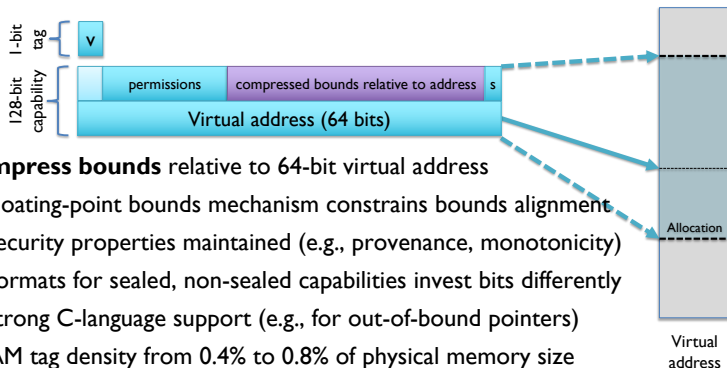 1-bit
tag
v
128-bit
capability
permissions
compressed bounds relative to address
s
Virtual address (64 bits)
Allocation
Virtual
address
mpress bounds relative to 64-bit virtual address
oating-point bounds mechanism constrains bounds alignment
ecurity properties maintained (e.g., provenance, monotonicity)
ormats for sealed, non-sealed capabilities invest bits differently
trong C-language support (e.g., for out-of-bound pointers)
AM tag density from 0.4% to 0.8% of physical memory size